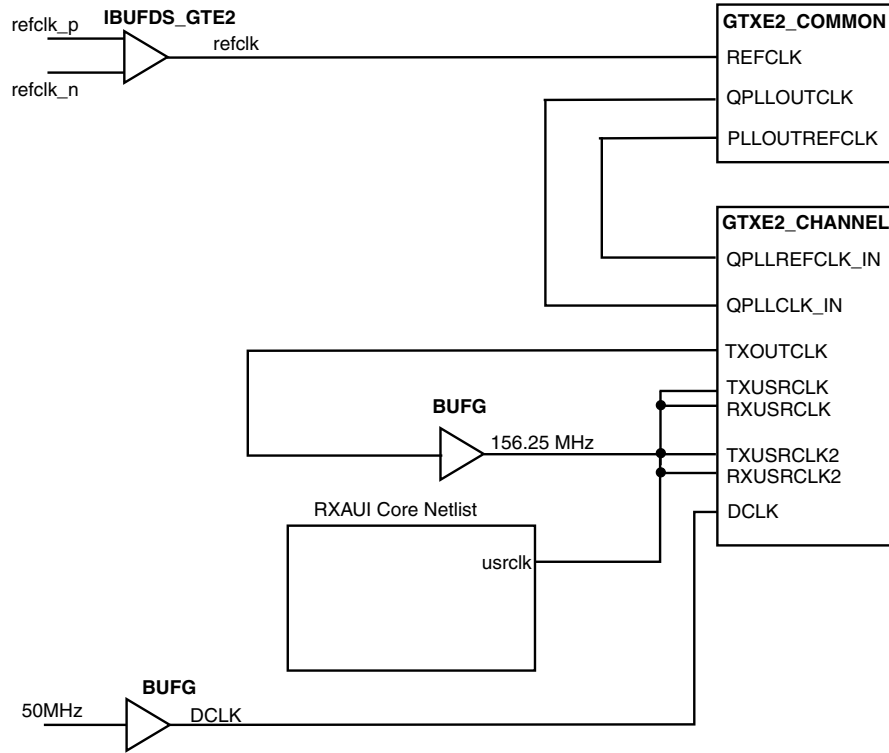 IBUFDS_GTE2
refclk_p
refclk
refclk_n
GTXE2_COMMON
REFCLK
QPLLOUTCLK
PLLOUTREFCLK
GTXE2_CHANNEL
QPLLREFCLK_IN
QPLLCLK_IN
TXOUTCLK
TXUSRCLK
RXUSRCLK
BUFG
156.25 MHz
TXUSRCLK2
RXUSRCLK2
DCLK
RXAUI Core Netlist
usrclk
BUFG
50MHz
DCLK